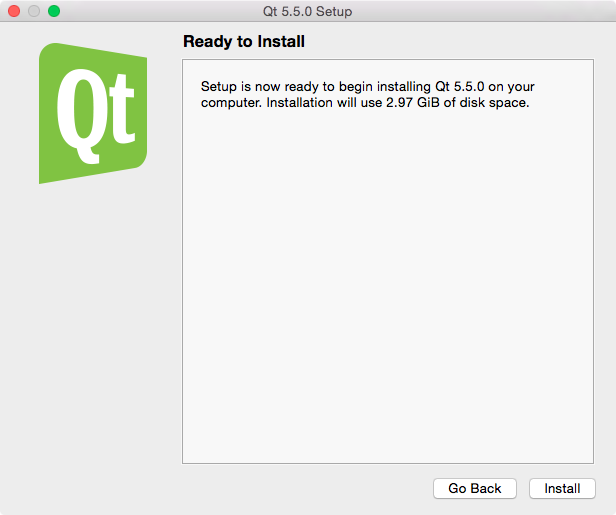 Qt 5.5.0 Setup
Ready to Install
Qt
Setup is now ready to begin installing Qt 5.5.0 on your
computer. Installation will use 2.97 GiB of disk space.
Go Back
Install